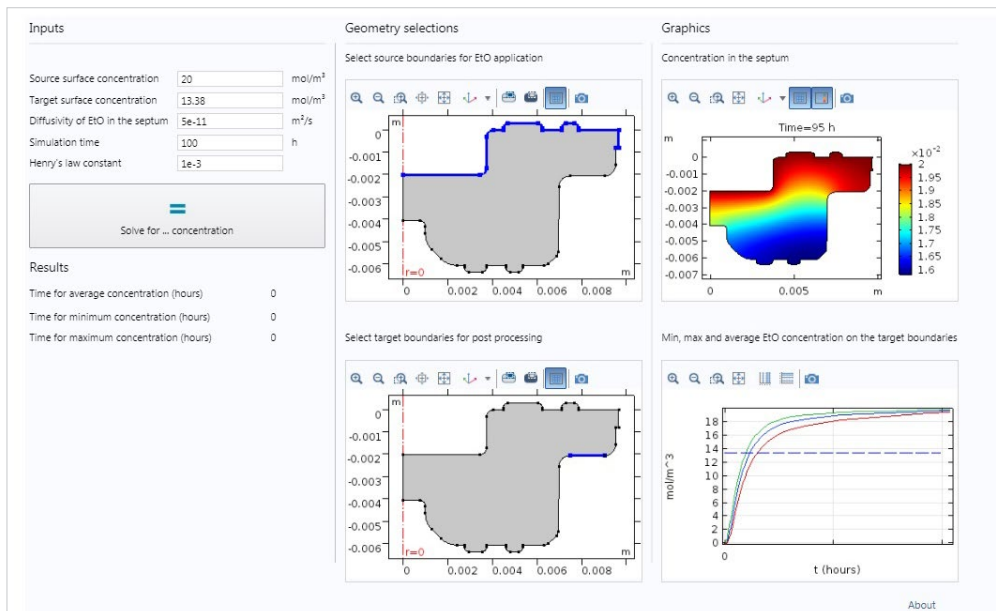 Inputs
Source surface concentration 20 mol/m³
Target surface concentration 13.38 mol/m³
Diffusivity of EtO in the septum 5e-11 m²/s
Simulation time 100 h
Henry's law constant 1e-3
=
Solve for ... concentration
Results
Time for average concentration (hours) 0
Time for minimum concentration (hours) 0
Time for maximum concentration (hours) 0
Geometry selections
Select source boundaries for EtO application
m
0
-0.001
-0.002
-0.003
-0.004
-0.005
-0.006
r=0
m
0 0.002 0.004 0.006 0.008
Select target boundaries for post processing
m
0
-0.001
-0.002
-0.003
-0.004
-0.005
-0.006
r=0
m
0 0.002 0.004 0.006 0.008
Graphics
Concentration in the septum
Time=95 h
m
0
-0.001
-0.002
-0.003
-0.004
-0.005
-0.006
-0.007
0 0.005 m
×10⁻²
2
1.95
1.9
1.85
1.8
1.75
1.7
1.65
1.6
Min, max and average EtO concentration on the target boundaries
mol/m^3
18
16
14
12
10
8
6
4
2
0
0
t (hours)
About